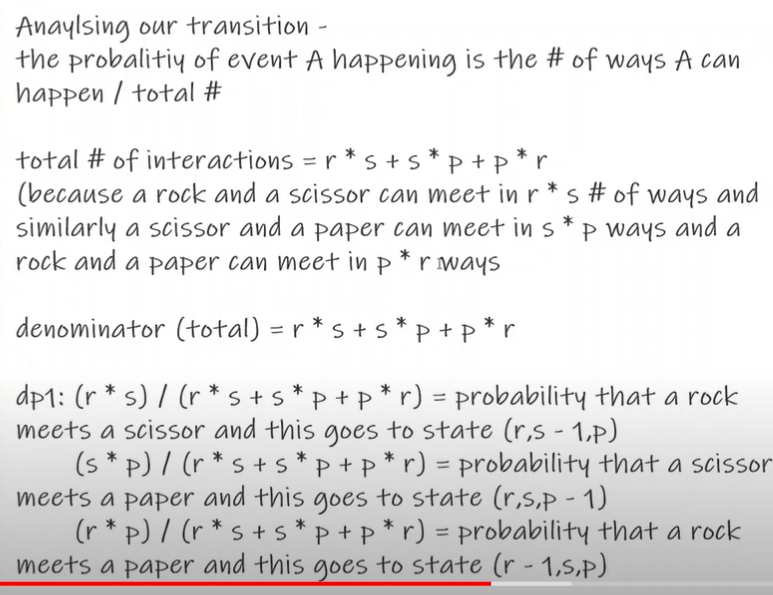 Anaylsing our transition -
the probalitiy of event A happening is the # of ways A can
happen / total #
total # of interactions = r * s + s * p + p * r
(because a rock and a scissor can meet in r * s # of ways and
similarly a scissor and a paper can meet in s * p ways and a
rock and a paper can meet in p * r ways
denominator (total) = r * s + s * p + p * r
dp1: (r * s) / (r * s + s * p + p * r) = probability that a rock
meets a scissor and this goes to state (r,s - 1,p)
(s * p) / (r * s + s * p + p * r) = probability that a scissor
meets a paper and this goes to state (r,s,p - 1)
(r * p) / (r * s + s * p + p * r) = probability that a rock
meets a paper and this goes to state (r - 1,s,p)